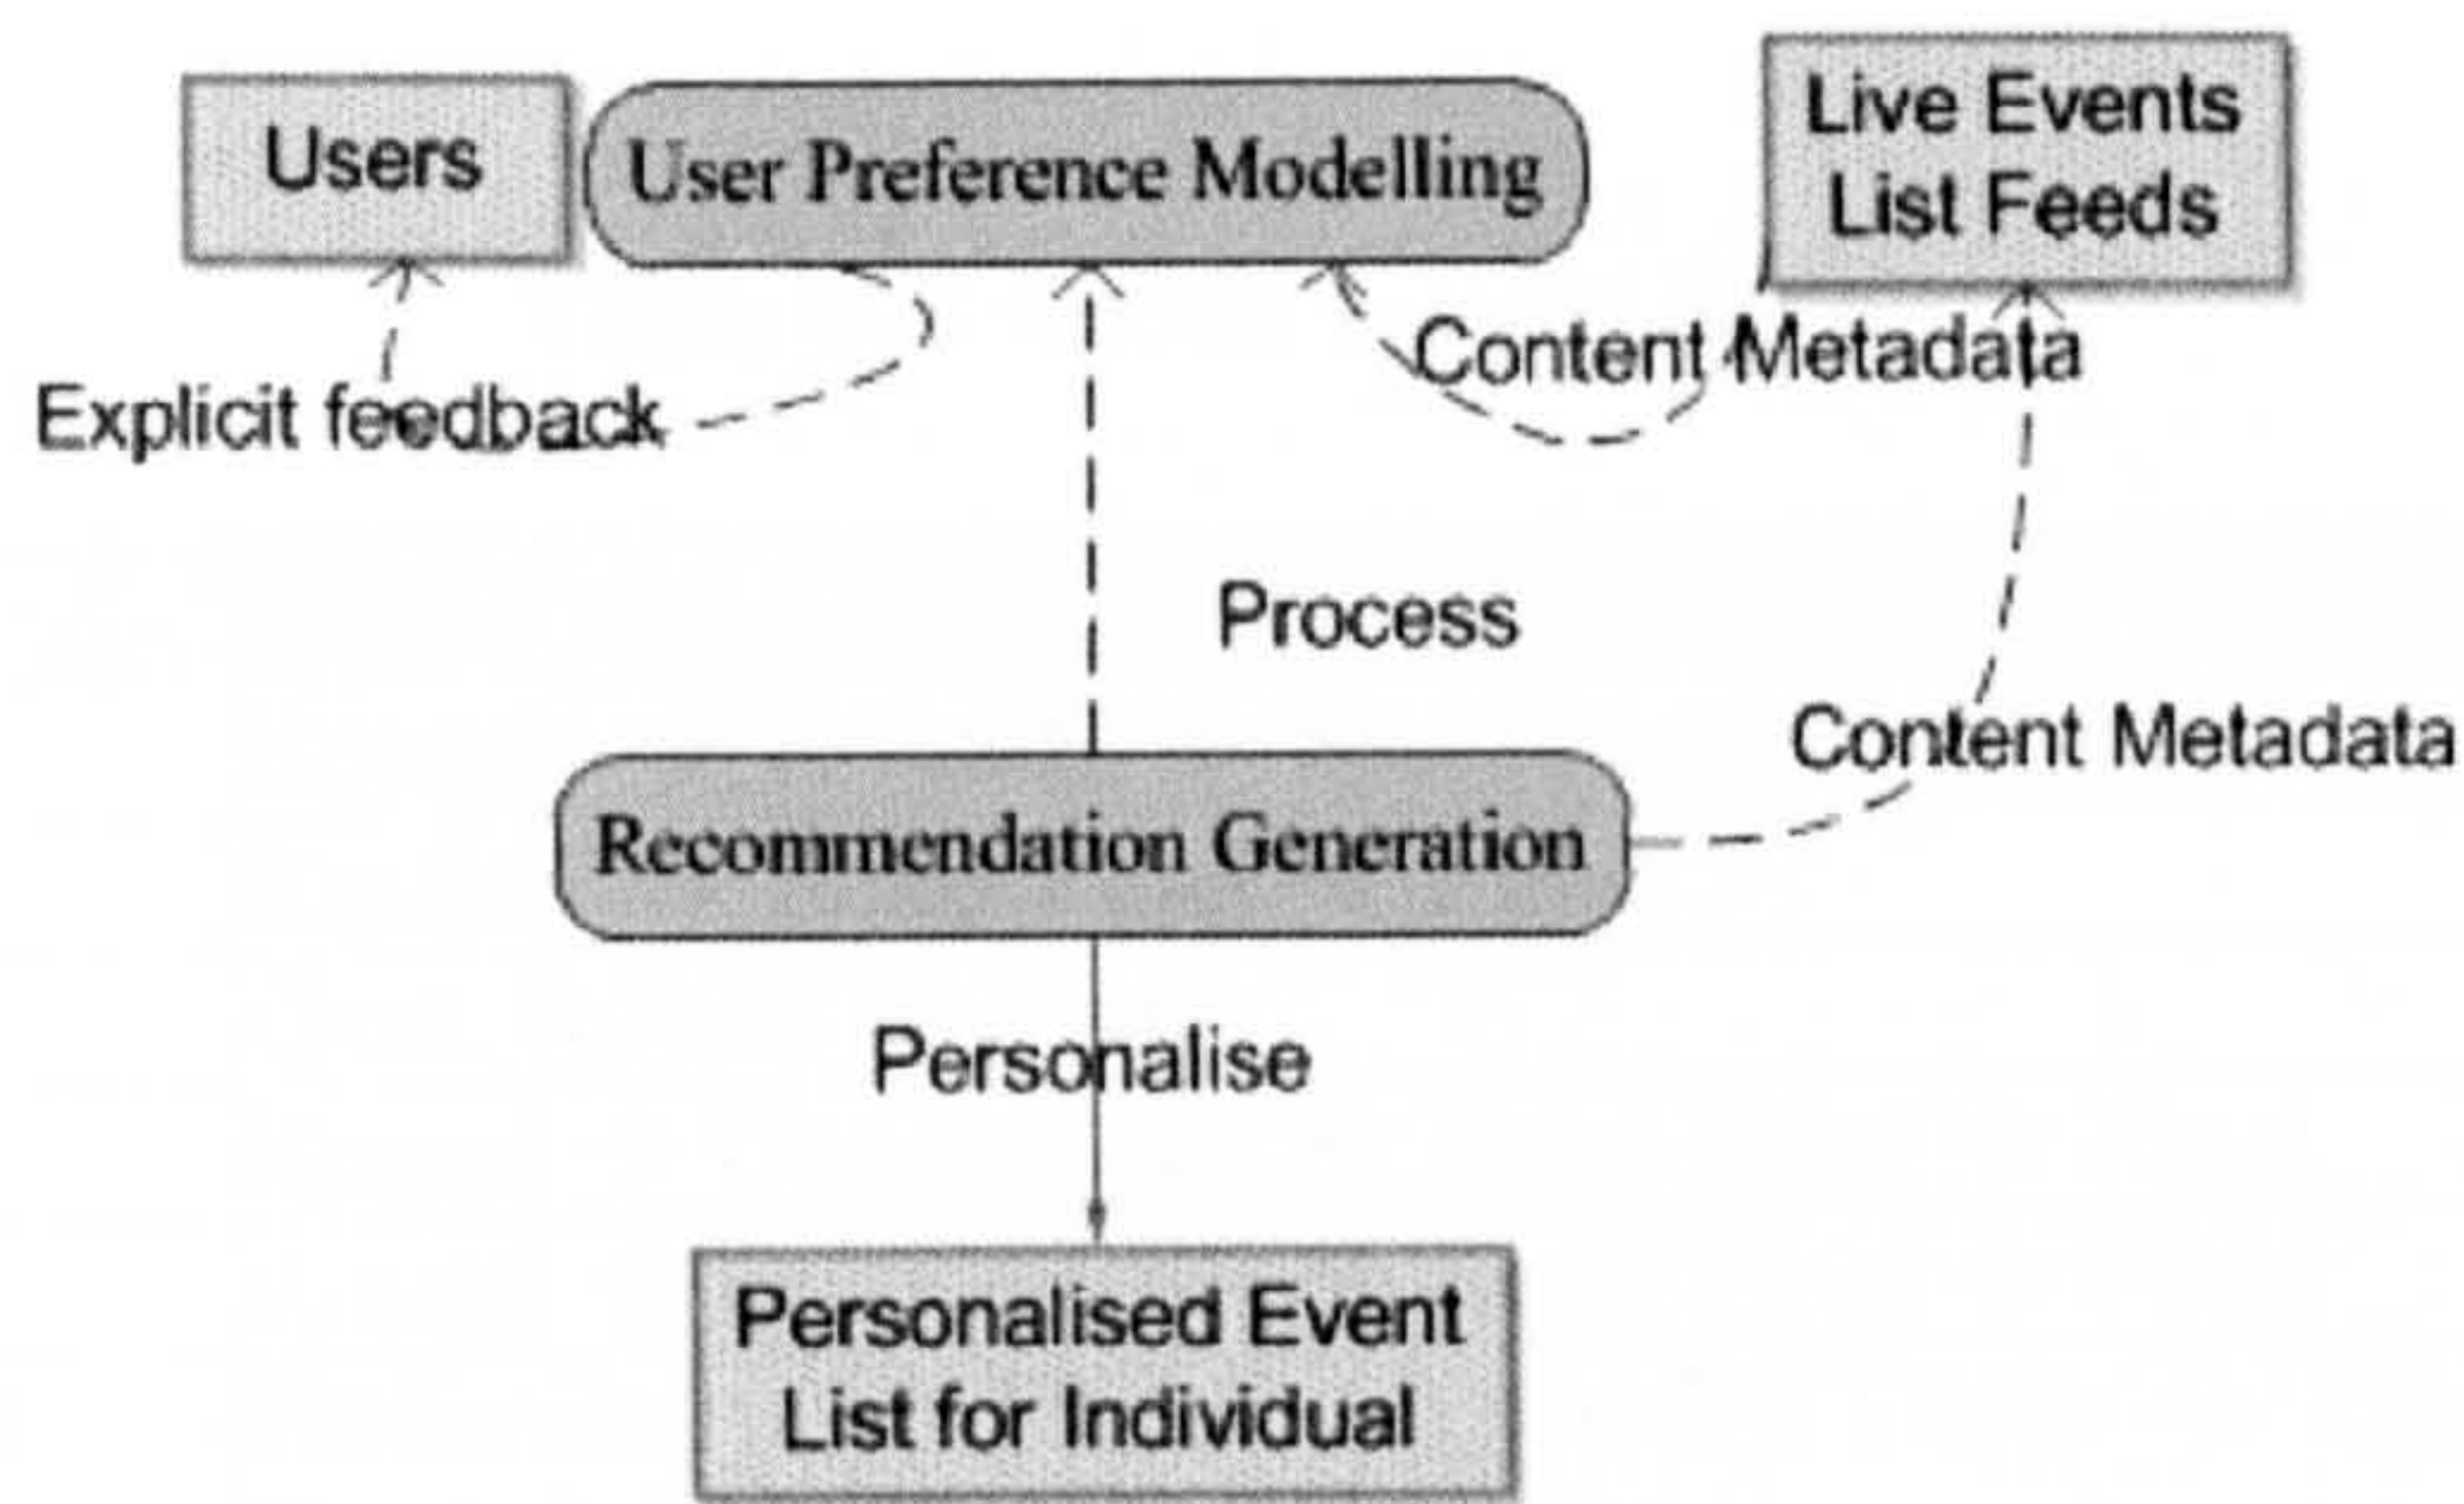 Users
User Preference Modelling
Live Events
List Feeds
Explicit feedback
Content Metadata
Process
Content Metadata
Recommendation Generation
Personalise
Personalised Event
List for Individual